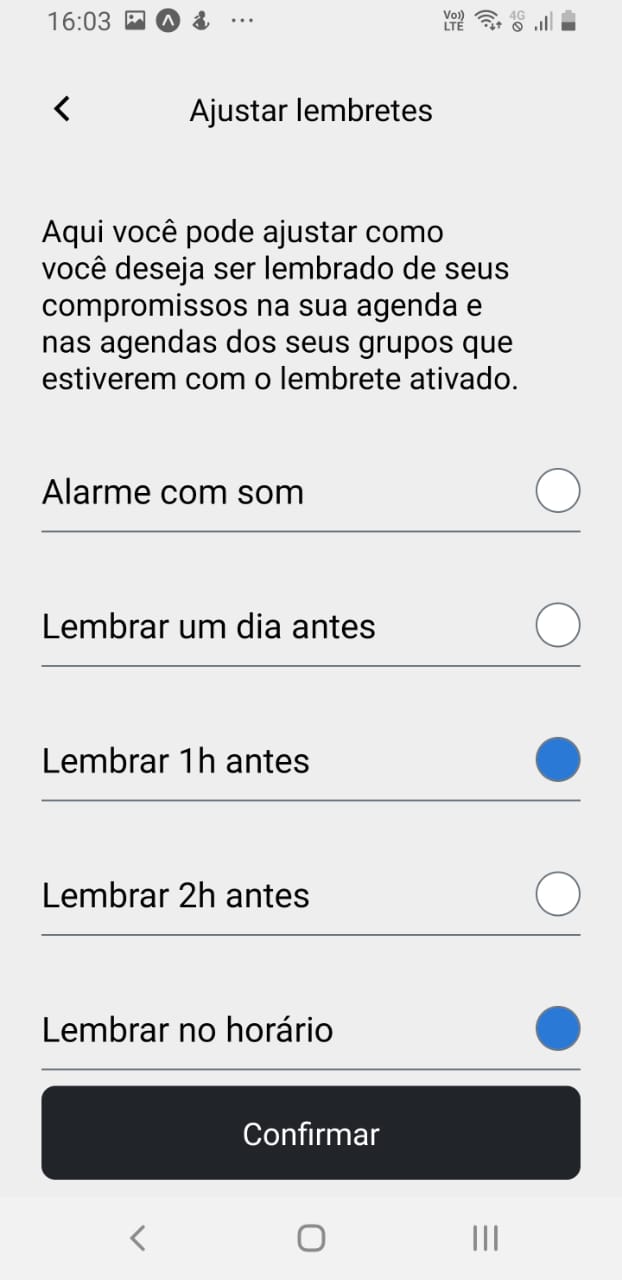 16:03
Vo)) LTE
4G
Ajustar lembretes
Aqui você pode ajustar como
você deseja ser lembrado de seus
compromissos na sua agenda e
nas agendas dos seus grupos que
estiverem com o lembrete ativado.
Alarme com som
Lembrar um dia antes
Lembrar 1h antes
Lembrar 2h antes
Lembrar no horário
Confirmar